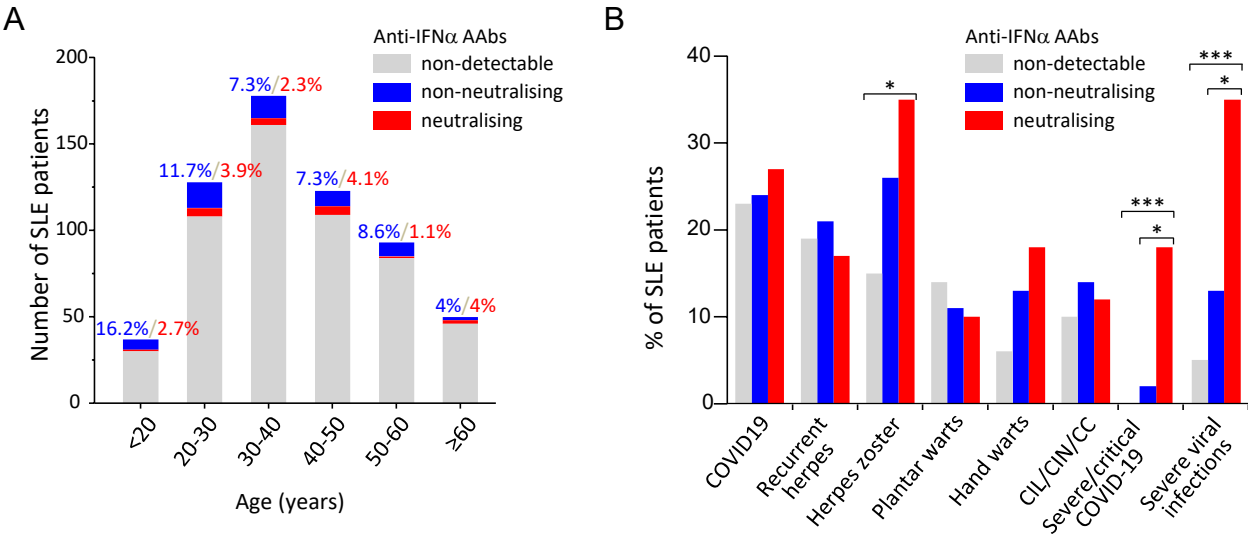 A
Anti-IFNα AAbs
non-detectable
non-neutralising
neutralising
Number of SLE patients
200
150
100
50
0
16.2%/2.7%
11.7%/3.9%
7.3%/2.3%
7.3%/4.1%
8.6%/1.1%
4%/4%
<20
20-30
30-40
40-50
50-60
≥60
Age (years)
B
Anti-IFNα AAbs
non-detectable
non-neutralising
neutralising
% of SLE patients
40
30
20
10
0
*
***
*
***
*
COVID19
Recurrent
herpes
Herpes zoster
Plantar warts
Hand warts
CIL/CIN/CC
Severe/critical
COVID-19
Severe viral
infections